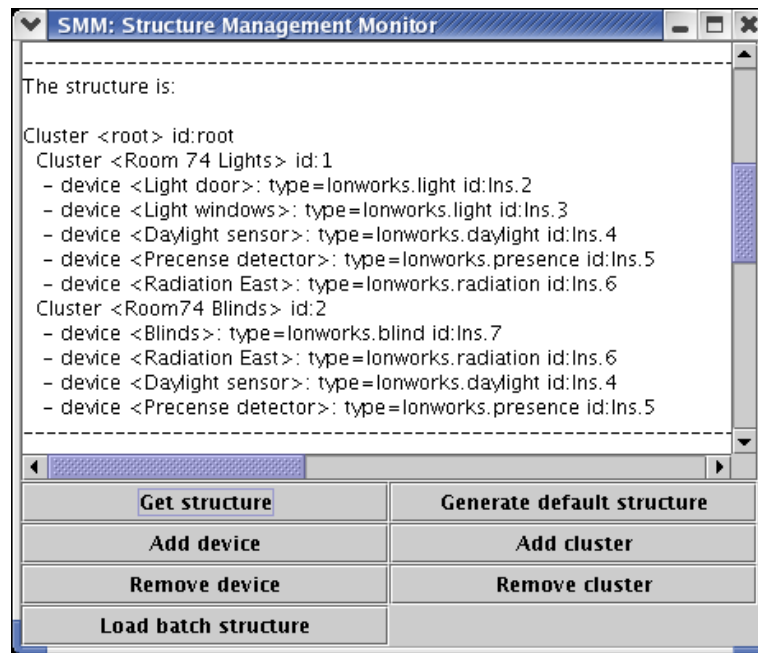 SMM: Structure Management Monitor
--------------------------------------------------------------------------------
The structure is:
Cluster <root> id:root
Cluster <Room 74 Lights> id:1
- device <Light door>: type=lonworks.light id:lns.2
- device <Light windows>: type=lonworks.light id:lns.3
- device <Daylight sensor>: type=lonworks.daylight id:lns.4
- device <Precense detector>: type=lonworks.presence id:lns.5
- device <Radiation East>: type=lonworks.radiation id:lns.6
Cluster <Room74 Blinds> id:2
- device <Blinds>: type=lonworks.blind id:lns.7
- device <Radiation East>: type=lonworks.radiation id:lns.6
- device <Daylight sensor>: type=lonworks.daylight id:lns.4
- device <Precense detector>: type=lonworks.presence id:lns.5
--------------------------------------------------------------------------------
Get structure
Generate default structure
Add device
Add cluster
Remove device
Remove cluster
Load batch structure